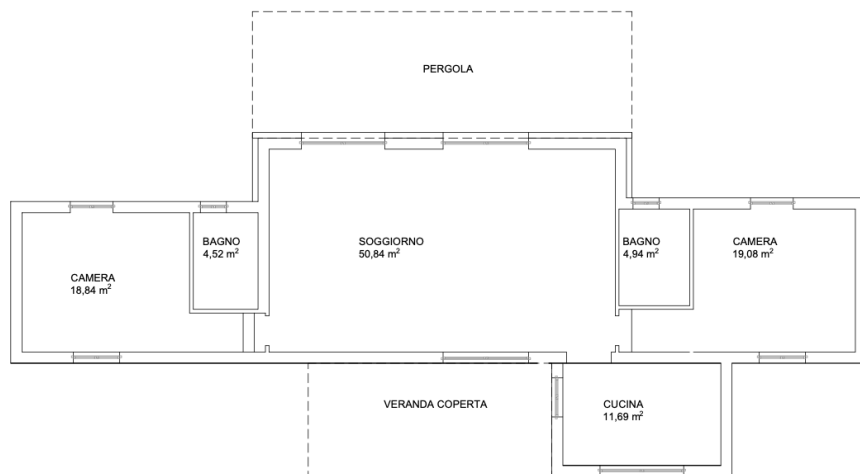 PERGOLA
BAGNO
4,52 m²
SOGGIORNO
50,84 m²
BAGNO
4,94 m²
CAMERA
19,08 m²
CAMERA
18,84 m²
VERANDA COPERTA
CUCINA
11,69 m²